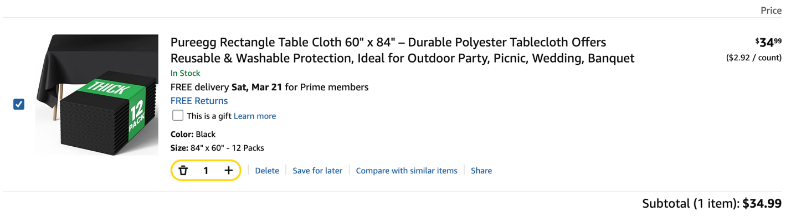 Price
Pureegg Rectangle Table Cloth 60" x 84" – Durable Polyester Tablecloth Offers
$34.99
Reusable & Washable Protection, Ideal for Outdoor Party, Picnic, Wedding, Banquet
($2.92 / count)
In Stock
FREE delivery Sat, Mar 21 for Prime members
FREE Returns
This is a gift Learn more
Color: Black
Size: 84" x 60" - 12 Packs
1
Delete
Save for later
Compare with similar items
Share
THICK
12
PACK
Subtotal (1 item): $34.99